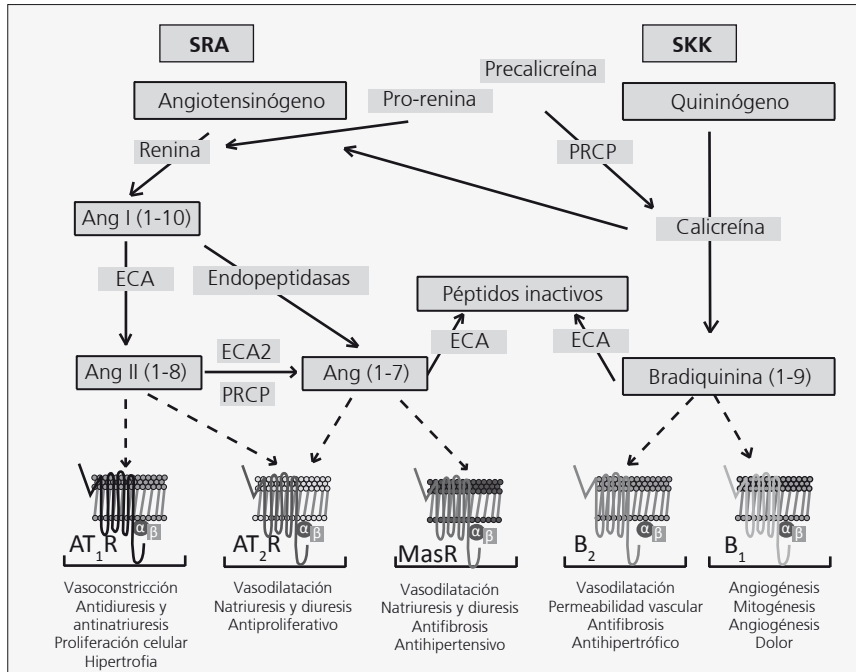 SRA
SKK
Precalicreína
Angiotensinógeno
Pro-renina
Quininógeno
Renina
PRCP
Ang I (1-10)
Calicreína
ECA
Endopeptidasas
Péptidos inactivos
ECA2
ECA
ECA
Ang II (1-8)
Ang (1-7)
Bradiquinina (1-9)
PRCP
α
β
AT1R
α
β
AT2R
α
β
MasR
α
β
B2
α
β
B1
Vasoconstricción
Antidiuresis y
antinatriuresis
Proliferación celular
Hipertrofia
Vasodilatación
Natriuresis y diuresis
Antiproliferativo
Vasodilatación
Natriuresis y diuresis
Antifibrosis
Antihipertensivo
Vasodilatación
Permeabilidad vascular
Antifibrosis
Antihipertrófico
Angiogénesis
Mitogénesis
Angiogénesis
Dolor